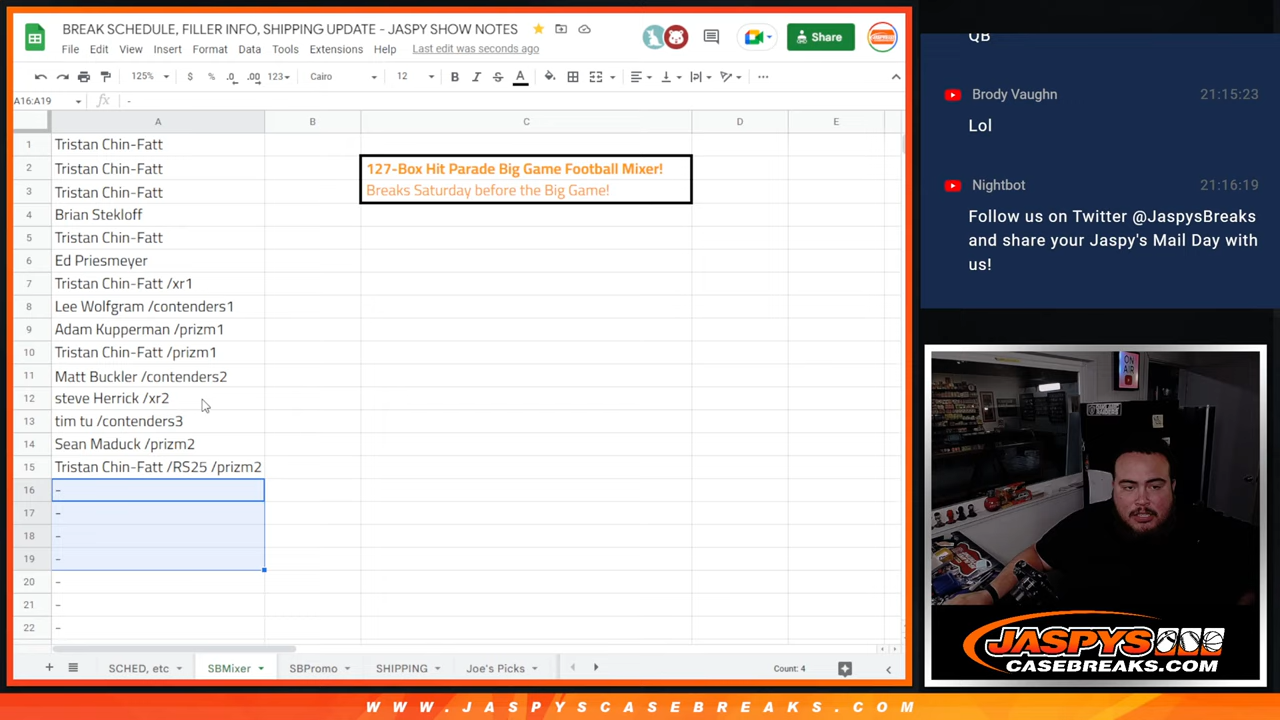 BREAK SCHEDULE, FILLER INFO, SHIPPING UPDATE - JASPY SHOW NOTES
File Edit View Insert Format Data Tools Extensions Help Last edit was seconds ago
Share
125% $ % .0 .00 123 Cairo 12 B I S A
A16:A19 fx -
A B C D E
1 Tristan Chin-Fatt
2 Tristan Chin-Fatt 127-Box Hit Parade Big Game Football Mixer!
3 Tristan Chin-Fatt Breaks Saturday before the Big Game!
4 Brian Stekloff
5 Tristan Chin-Fatt
6 Ed Priesmeyer
7 Tristan Chin-Fatt /xr1
8 Lee Wolfgram /contenders1
9 Adam Kupperman /prizm1
10 Tristan Chin-Fatt /prizm1
11 Matt Buckler /contenders2
12 steve Herrick /xr2
13 tim tu /contenders3
14 Sean Maduck /prizm2
15 Tristan Chin-Fatt /RS25 /prizm2
16 -
17 -
18 -
19 -
20 -
21 -
22 -
SCHED, etc SBMixer SBPromo SHIPPING Joe's Picks Count: 4
QB
Brody Vaughn 21:15:23
Lol
Nightbot 21:16:19
Follow us on Twitter @JaspysBreaks
and share your Jaspy's Mail Day with
us!
ON
AIR
JASPYS
CASEBREAKS.COM
WWW.JASPYSCASEBREAKS.COM